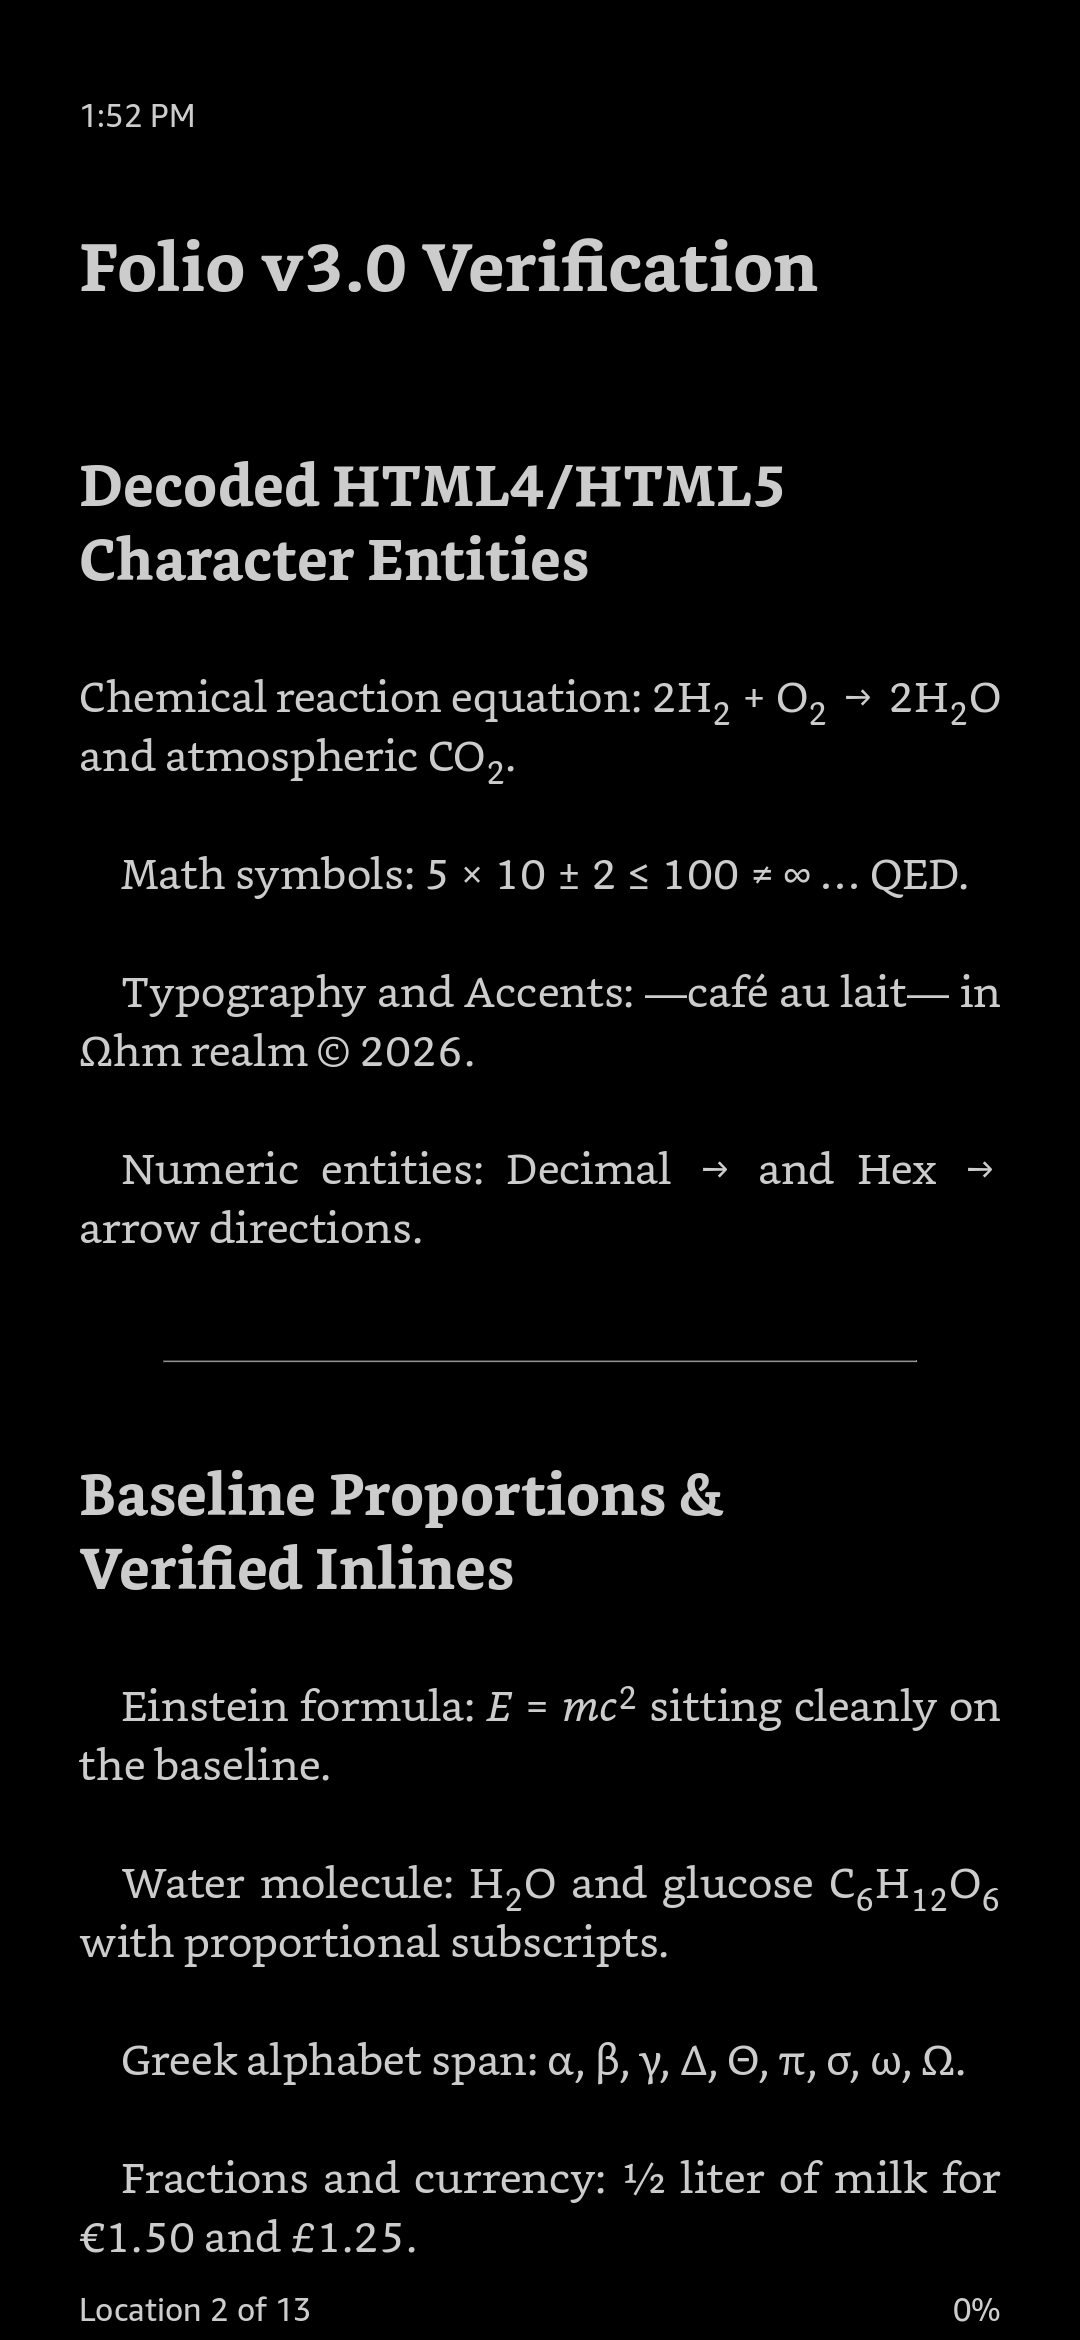 1:52 PM
Folio v3.0 Verification
Decoded HTML4/HTML5
Character Entities
Chemical reaction equation: 2H₂ + O₂ → 2H₂O
and atmospheric CO₂.
Math symbols: 5 × 10 ± 2 ≤ 100 ≠ ∞ … QED.
Typography and Accents: —café au lait— in
Ωhm realm © 2026.
Numeric entities: Decimal → and Hex →
arrow directions.
Baseline Proportions &
Verified Inlines
Einstein formula: E = mc² sitting cleanly on
the baseline.
Water molecule: H₂O and glucose C₆H₁₂O₆
with proportional subscripts.
Greek alphabet span: α, β, γ, Δ, Θ, π, σ, ω, Ω.
Fractions and currency: ½ liter of milk for
€1.50 and £1.25.
Location 2 of 13
0%